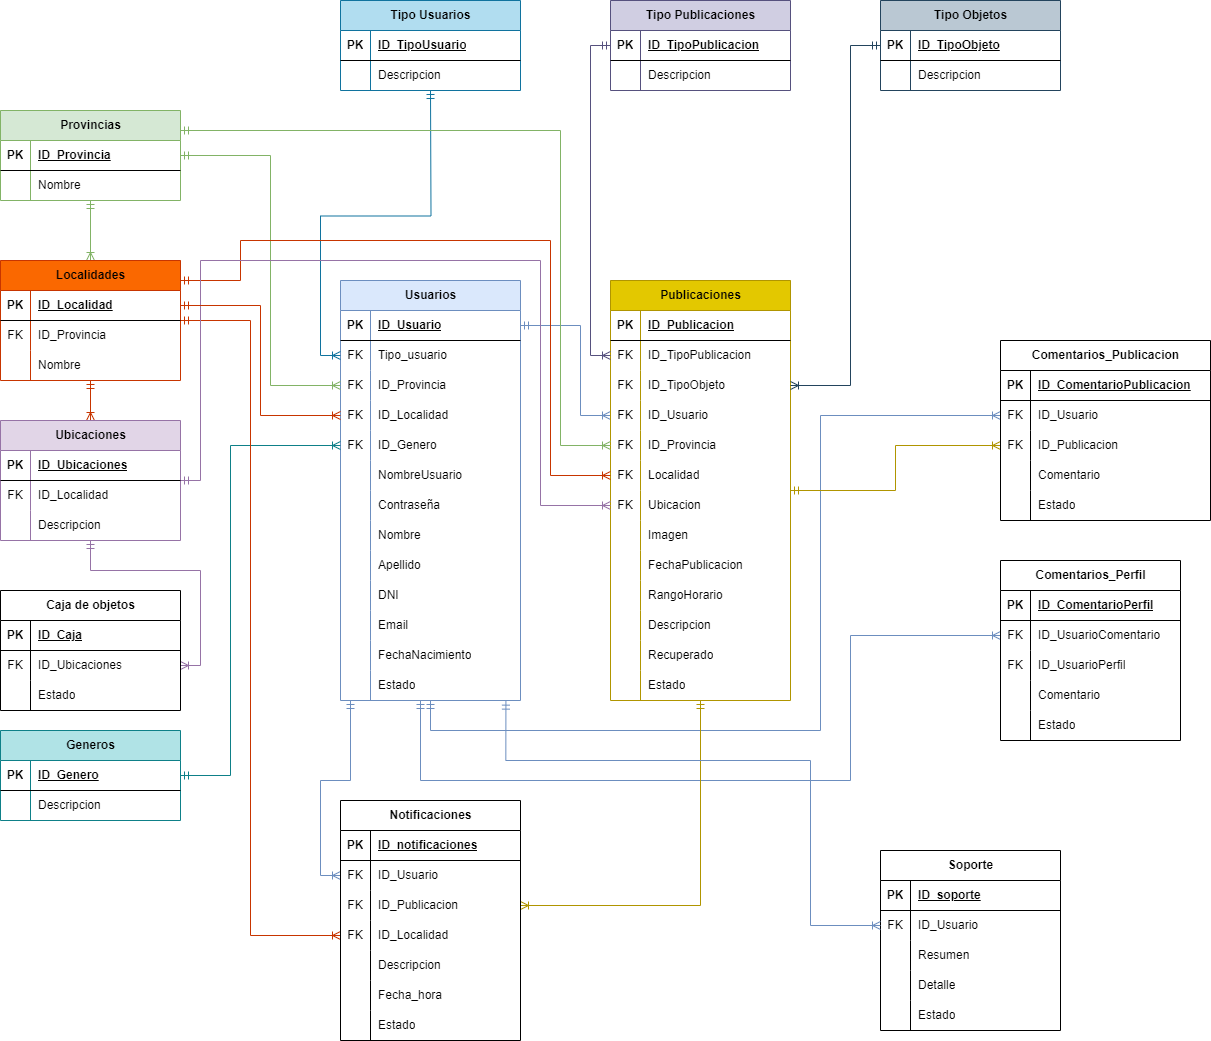 Tipo Usuarios
PK ID_TipoUsuario
Descripcion
Tipo Publicaciones
PK ID_TipoPublicacion
Descripcion
Tipo Objetos
PK ID_TipoObjeto
Descripcion
Provincias
PK ID_Provincia
Nombre
Localidades
PK ID_Localidad
FK ID_Provincia
Nombre
Ubicaciones
PK ID_Ubicaciones
FK ID_Localidad
Descripcion
Caja de objetos
PK ID_Caja
FK ID_Ubicaciones
Estado
Generos
PK ID_Genero
Descripcion
Usuarios
PK ID_Usuario
FK Tipo_usuario
FK ID_Provincia
FK ID_Localidad
FK ID_Genero
NombreUsuario
Contraseña
Nombre
Apellido
DNI
Email
FechaNacimiento
Estado
Publicaciones
PK ID_Publicacion
FK ID_TipoPublicacion
FK ID_TipoObjeto
FK ID_Usuario
FK ID_Provincia
FK Localidad
FK Ubicacion
Imagen
FechaPublicacion
RangoHorario
Descripcion
Recuperado
Estado
Comentarios_Publicacion
PK ID_ComentarioPublicacion
FK ID_Usuario
FK ID_Publicacion
Comentario
Estado
Comentarios_Perfil
PK ID_ComentarioPerfil
FK ID_UsuarioComentario
FK ID_UsuarioPerfil
Comentario
Estado
Notificaciones
PK ID_notificaciones
FK ID_Usuario
FK ID_Publicacion
FK ID_Localidad
Descripcion
Fecha_hora
Estado
Soporte
PK ID_soporte
FK ID_Usuario
Resumen
Detalle
Estado